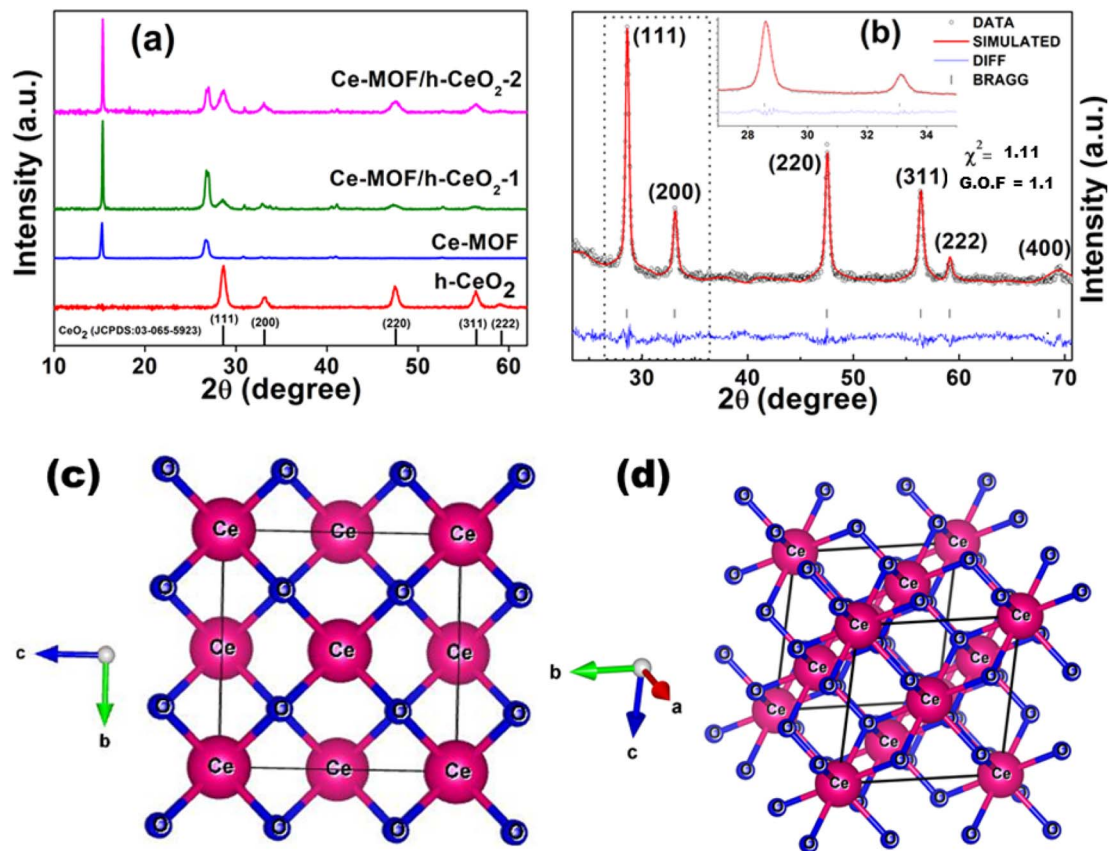 (a)
Ce-MOF/h-CeO₂-2
Ce-MOF/h-CeO₂-1
Ce-MOF
h-CeO₂
CeO₂ (JCPDS:03-065-5923)
(111) (200) (220) (311) (222)
10 20 30 40 50 60
2θ (degree)
Intensity (a.u.)
(b)
DATA
SIMULATED
DIFF
BRAGG
28 30 32 34
χ² = 1.11
G.O.F = 1.1
(111)
(200)
(220)
(311)
(222)
(400)
30 40 50 60 70
2θ (degree)
Intensity (a.u.)
(c)
O O O O
Ce Ce Ce
O O O O
Ce Ce Ce
O O O O
Ce Ce Ce
O O O O
c
b
(d)
Ce Ce
Ce
Ce Ce
Ce Ce
Ce Ce
Ce
Ce Ce
b
a
c